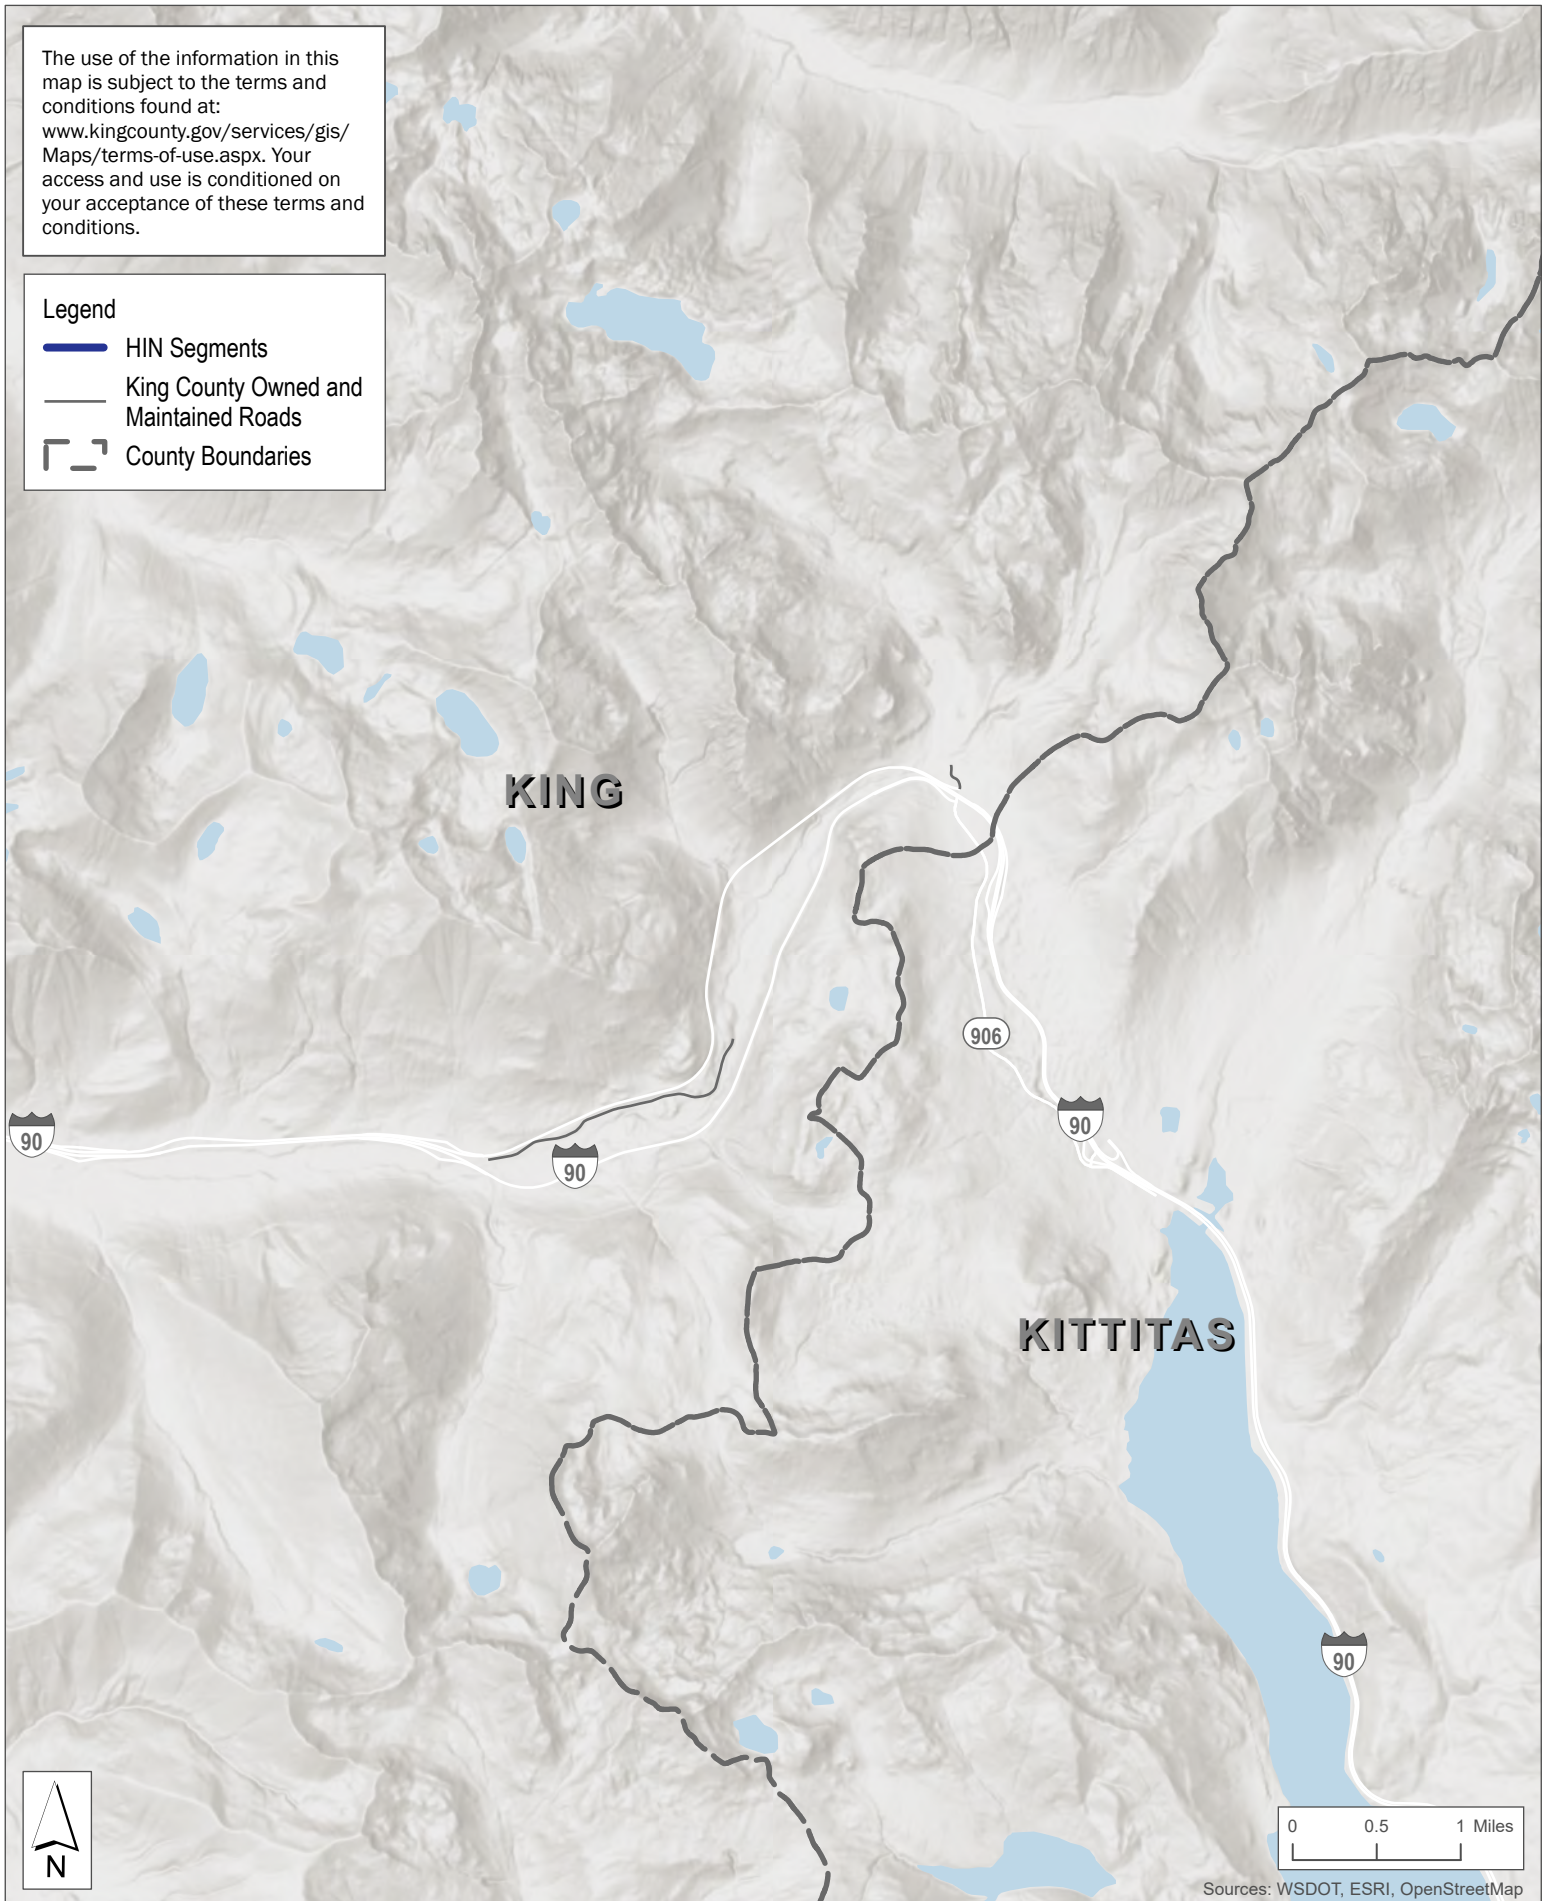 The use of the information in this
map is subject to the terms and
conditions found at:
www.kingcounty.gov/services/gis/
Maps/terms-of-use.aspx. Your
access and use is conditioned on
your acceptance of these terms and
conditions.
Legend
HIN Segments
King County Owned and
Maintained Roads
County Boundaries
KING
906
90
90
90
KITTITAS
90
N
0 0.5 1 Miles
Sources: WSDOT, ESRI, OpenStreetMap